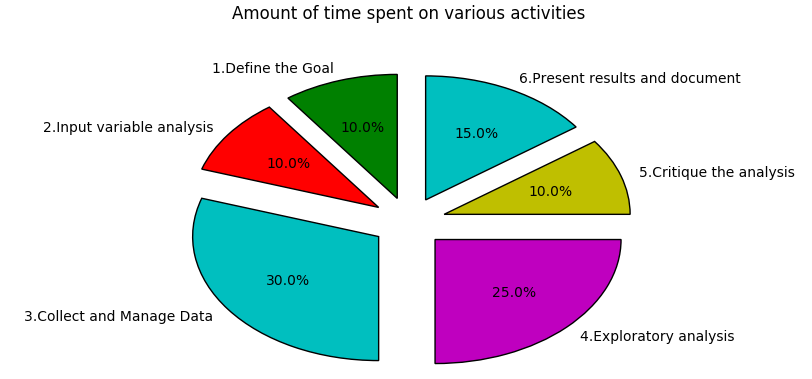 Amount of time spent on various activities
1.Define the Goal
10.0%
2.Input variable analysis
10.0%
3.Collect and Manage Data
30.0%
4.Exploratory analysis
25.0%
5.Critique the analysis
10.0%
6.Present results and document
15.0%